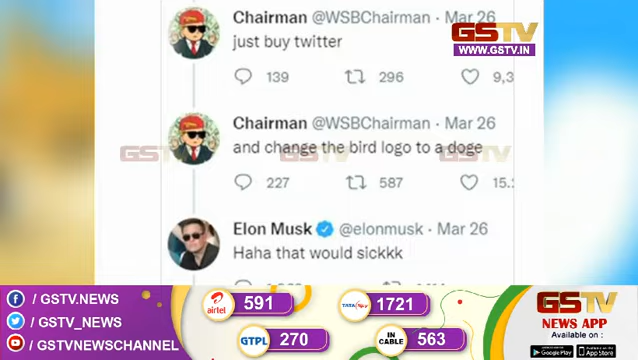 Chairman @WSBChairman · Mar 26
just buy twitter
139 296 9,3
GSTV
WWW.GSTV.IN
Chairman @WSBChairman · Mar 26
and change the bird logo to a doge
GSTV GSTV GSTV
227 587 15.
Elon Musk @elonmusk · Mar 26
Haha that would sickkk
/ GSTV.NEWS
/ GSTV_NEWS
/ GSTVNEWSCHANNEL
airtel 591
TATA 1721
GTPL 270
IN CABLE 563
GSTV
NEWS APP
Available on :
Google Play App Store